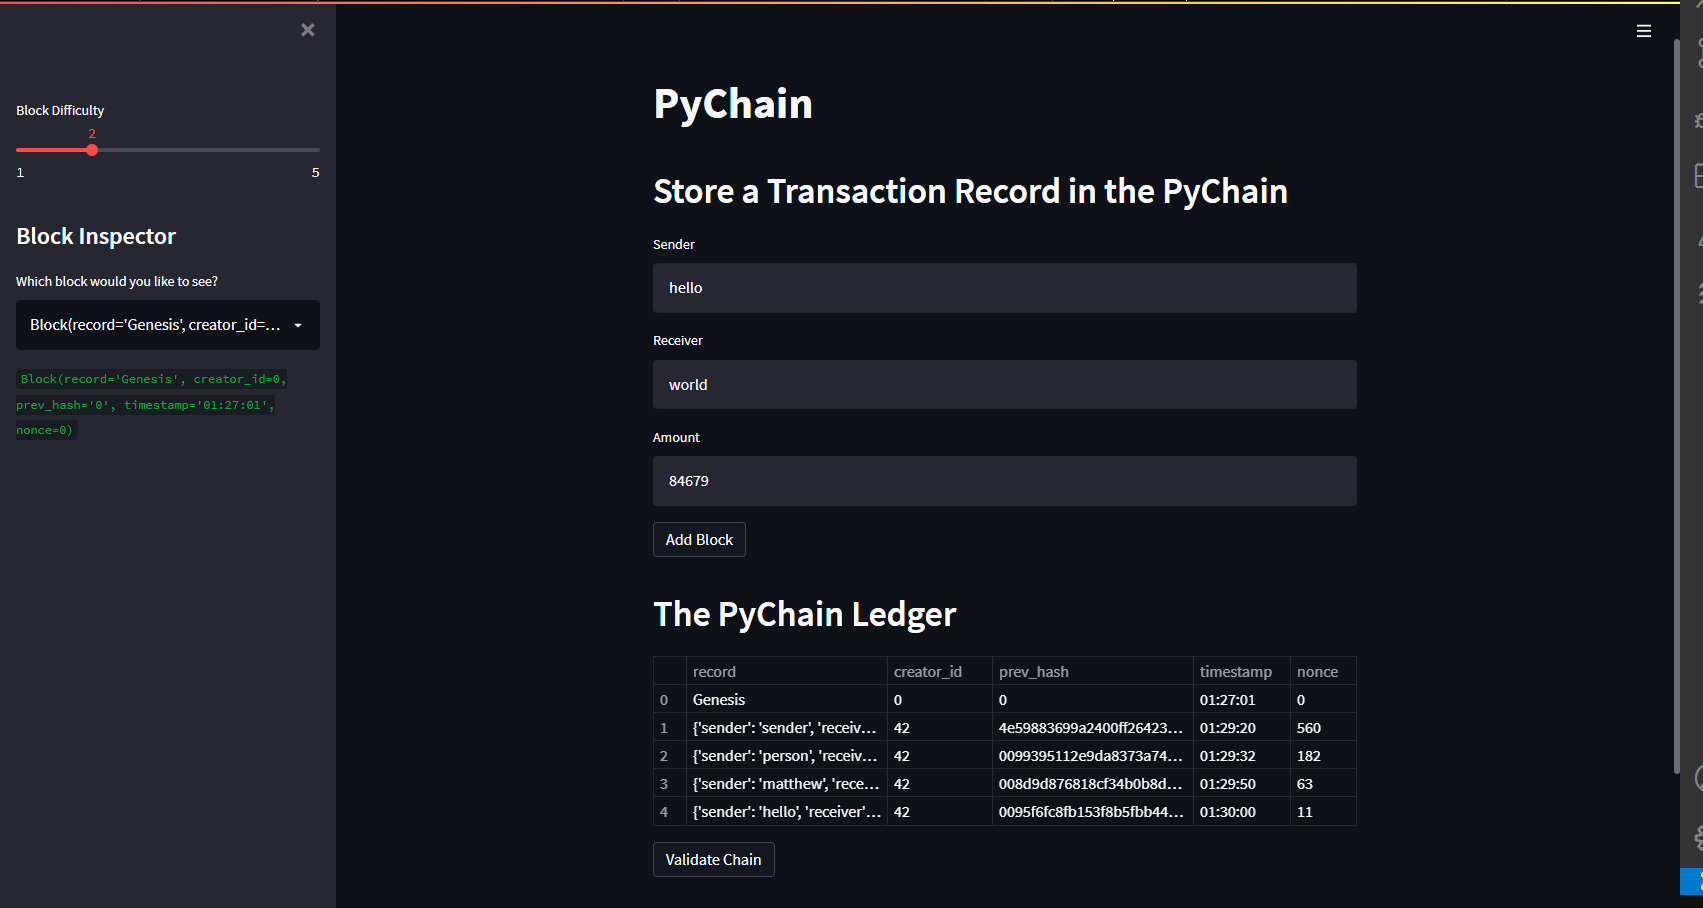 Block Difficulty
2
1 5
Block Inspector
Which block would you like to see?
Block(record='Genesis', creator_id=...
Block(record='Genesis', creator_id=0,
prev_hash='0', timestamp='01:27:01',
nonce=0)
PyChain
Store a Transaction Record in the PyChain
Sender
hello
Receiver
world
Amount
84679
Add Block
The PyChain Ledger
record creator_id prev_hash timestamp nonce
0 Genesis 0 0 01:27:01 0
1 {'sender': 'sender', 'receiv... 42 4e59883699a2400ff26423... 01:29:20 560
2 {'sender': 'person', 'receiv... 42 0099395112e9da8373a74... 01:29:32 182
3 {'sender': 'matthew', 'rece... 42 008d9d876818cf34b0b8d... 01:29:50 63
4 {'sender': 'hello', 'receiver'... 42 0095f6fc8fb153f8b5fbb44... 01:30:00 11
Validate Chain